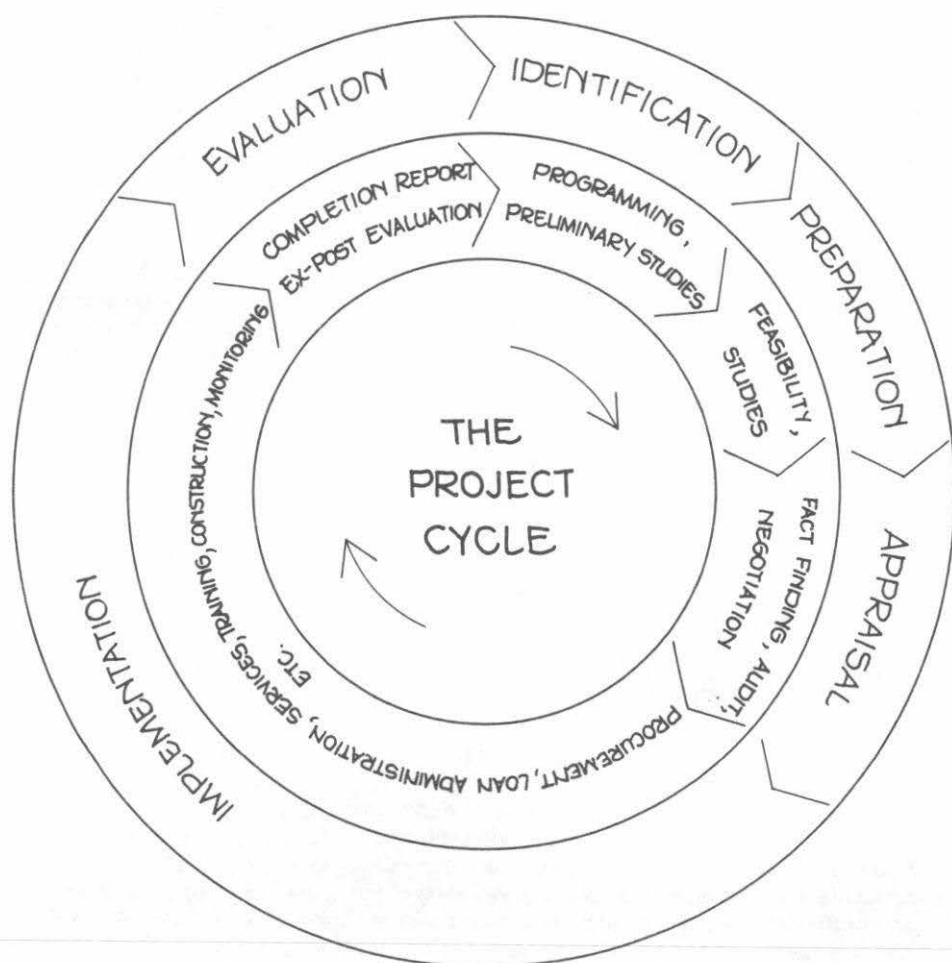 IDENTIFICATION
PREPARATION
APPRAISAL
IMPLEMENTATION
EVALUATION
PROGRAMMING,
PRELIMINARY STUDIES
FEASIBILITY,
STUDIES
FACT FINDING, AUDIT,
NEGOTIATION
PROCUREMENT, LOAN ADMINISTRATION, SERVICES, TRAINING, CONSTRUCTION, MONITORING
ETC.
COMPLETION REPORT
EX-POST EVALUATION
THE
PROJECT
CYCLE